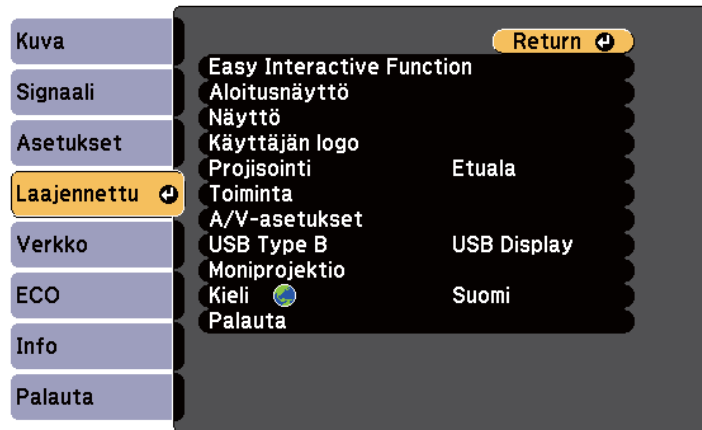 Kuva
Signaali
Asetukset
Laajennettu
Verkko
ECO
Info
Palauta
Return
Easy Interactive Function
Aloitusnäyttö
Näyttö
Käyttäjän logo
Projisointi Etuala
Toiminta
A/V-asetukset
USB Type B USB Display
Moniprojektio
Kieli Suomi
Palauta